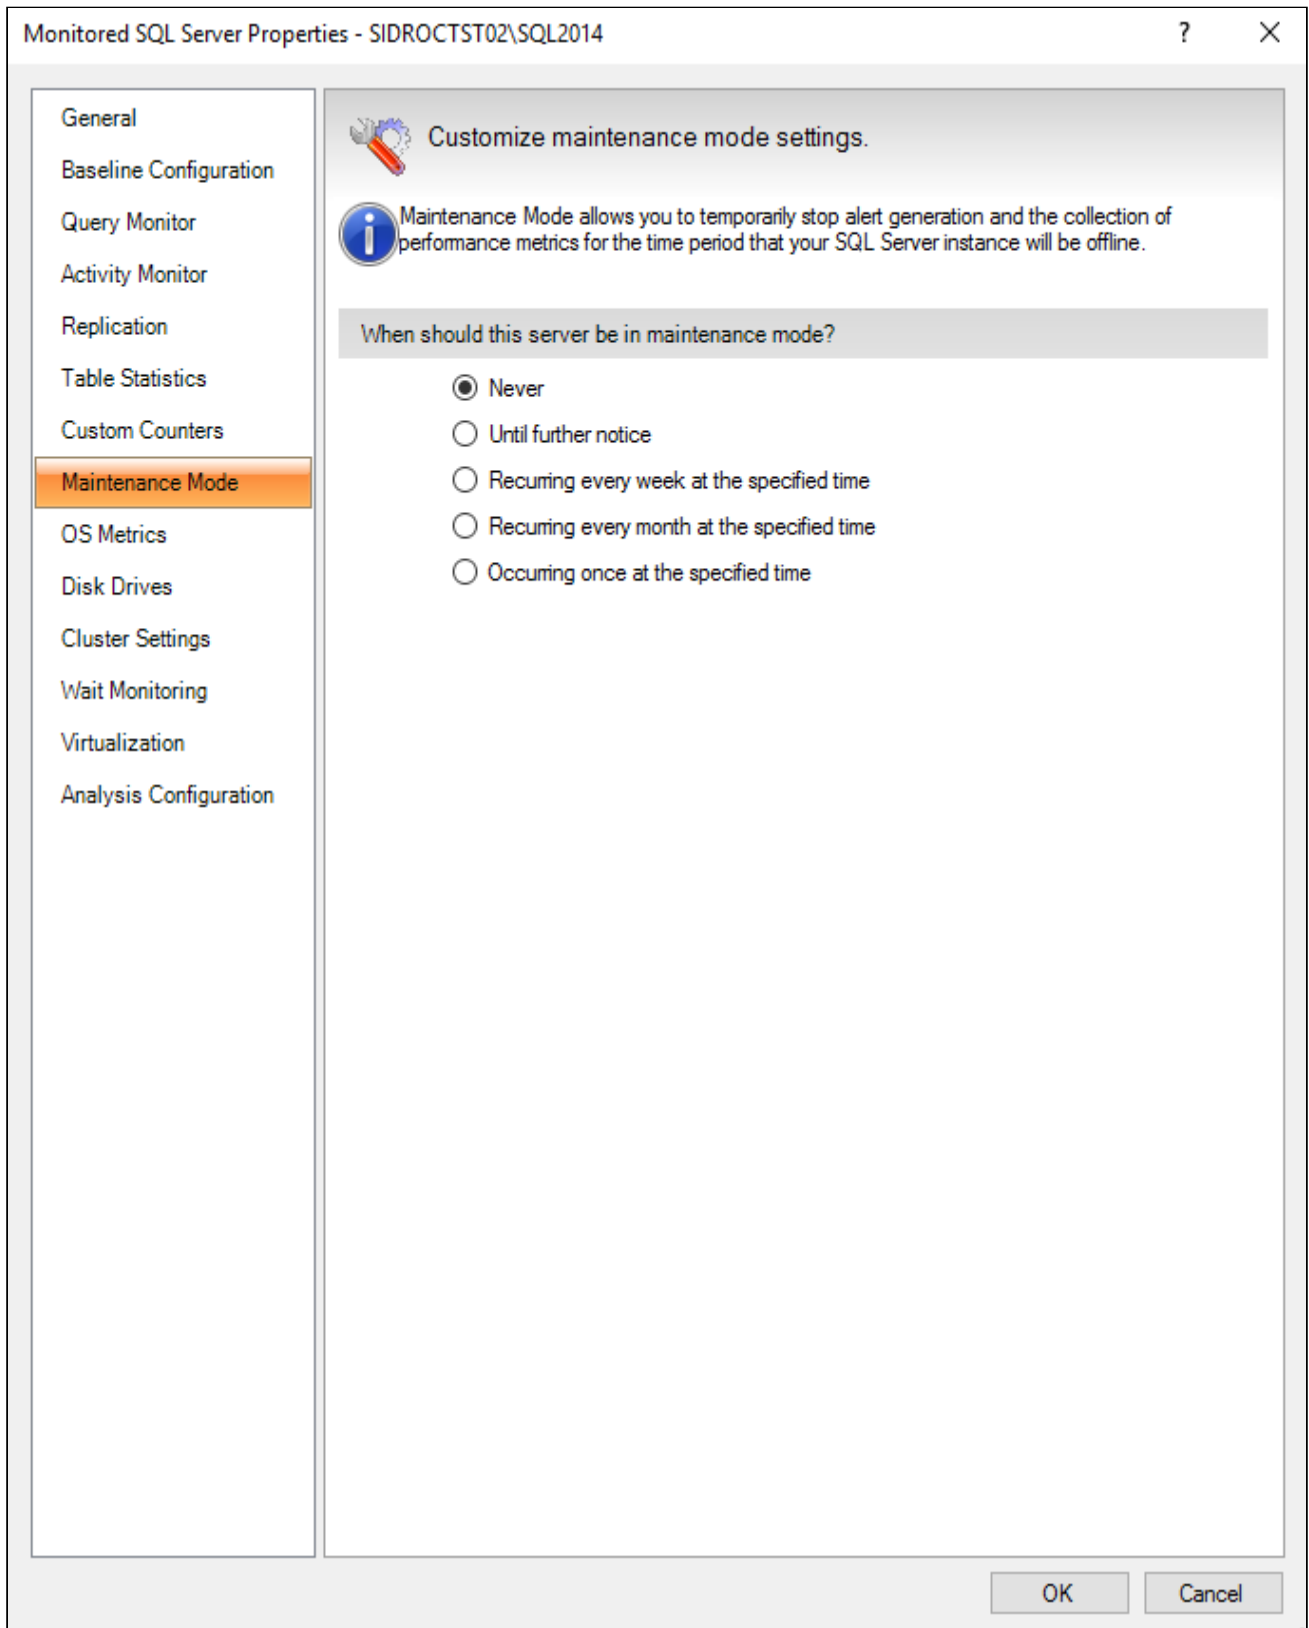 Monitored SQL Server Properties - SIDROCTST02\SQL2014
?
General
Baseline Configuration
Query Monitor
Activity Monitor
Replication
Table Statistics
Custom Counters
Maintenance Mode
OS Metrics
Disk Drives
Cluster Settings
Wait Monitoring
Virtualization
Analysis Configuration
Customize maintenance mode settings.
Maintenance Mode allows you to temporarily stop alert generation and the collection of
performance metrics for the time period that your SQL Server instance will be offline.
When should this server be in maintenance mode?
Never
Until further notice
Recurring every week at the specified time
Recurring every month at the specified time
Occurring once at the specified time
OK
Cancel